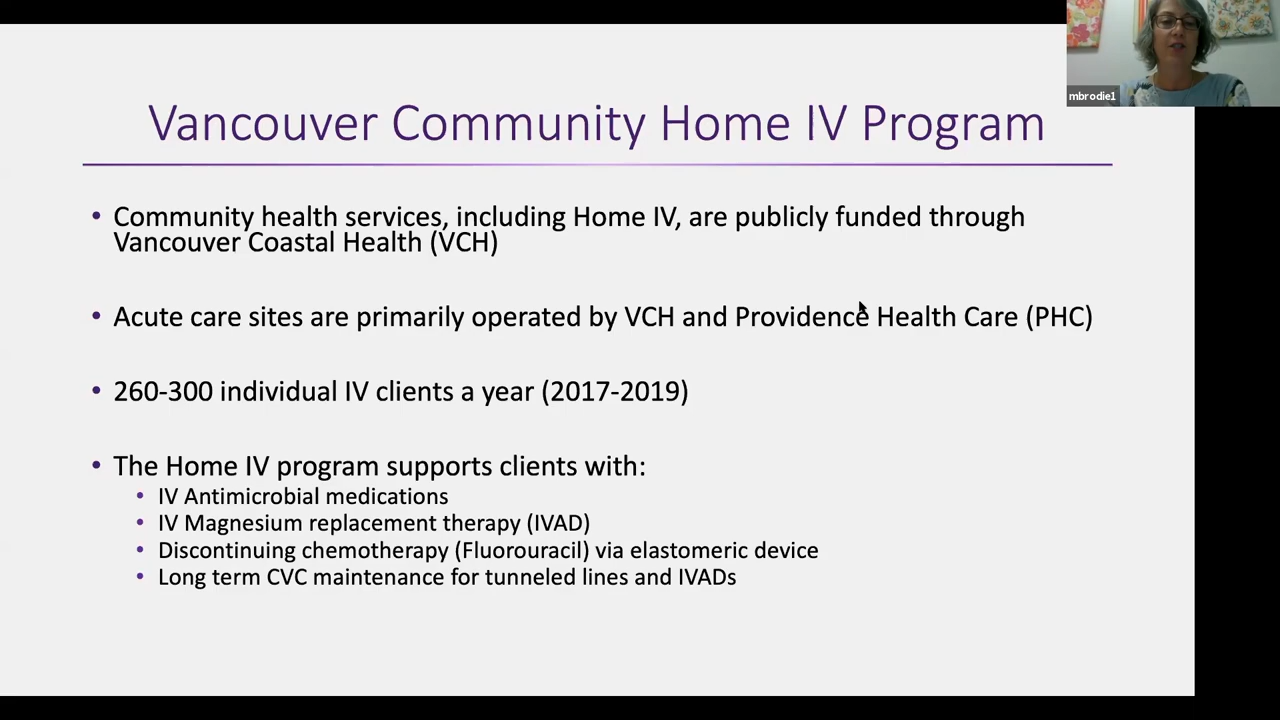 mbrodie1
Vancouver Community Home IV Program
• Community health services, including Home IV, are publicly funded through
Vancouver Coastal Health (VCH)
• Acute care sites are primarily operated by VCH and Providence Health Care (PHC)
• 260-300 individual IV clients a year (2017-2019)
• The Home IV program supports clients with:
• IV Antimicrobial medications
• IV Magnesium replacement therapy (IVAD)
• Discontinuing chemotherapy (Fluorouracil) via elastomeric device
• Long term CVC maintenance for tunneled lines and IVADs